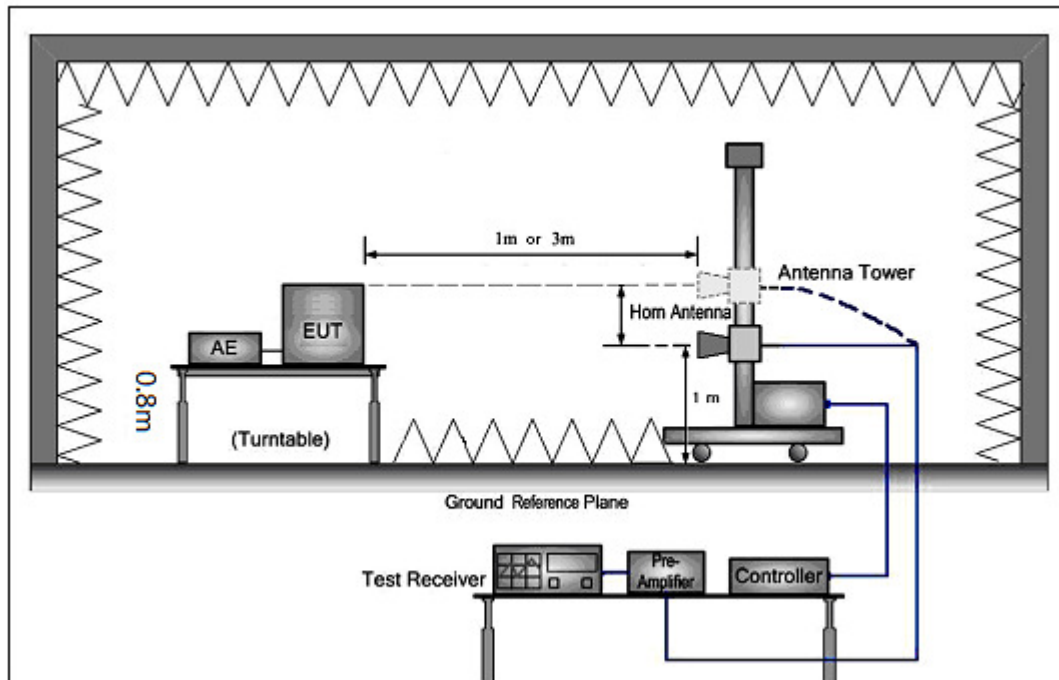 1m or 3m
Antenna Tower
Horn Antenna
EUT
AE
1 m
0.8m
(Turntable)
Ground Reference Plane
Test Receiver
Pre-
Amplifier
Controller